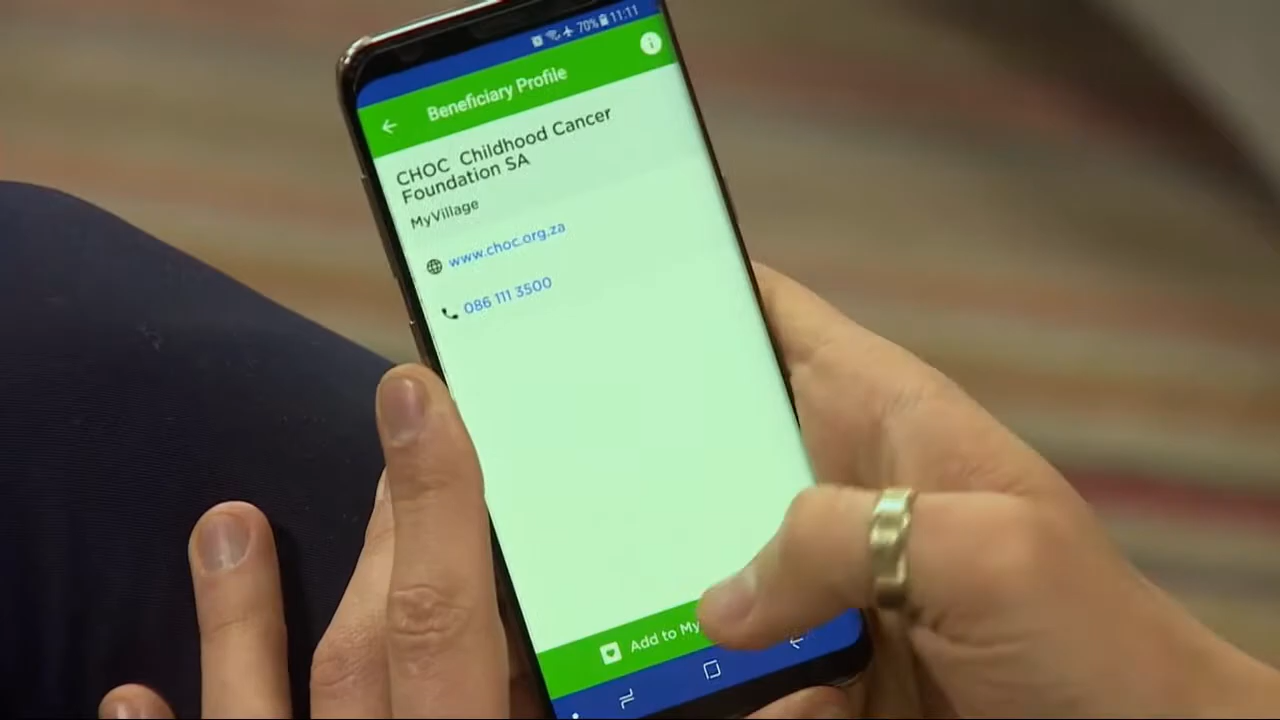 70% 11:11
Beneficiary Profile
CHOC Childhood Cancer
Foundation SA
MyVillage
www.choc.org.za
086 111 3500
Add to My